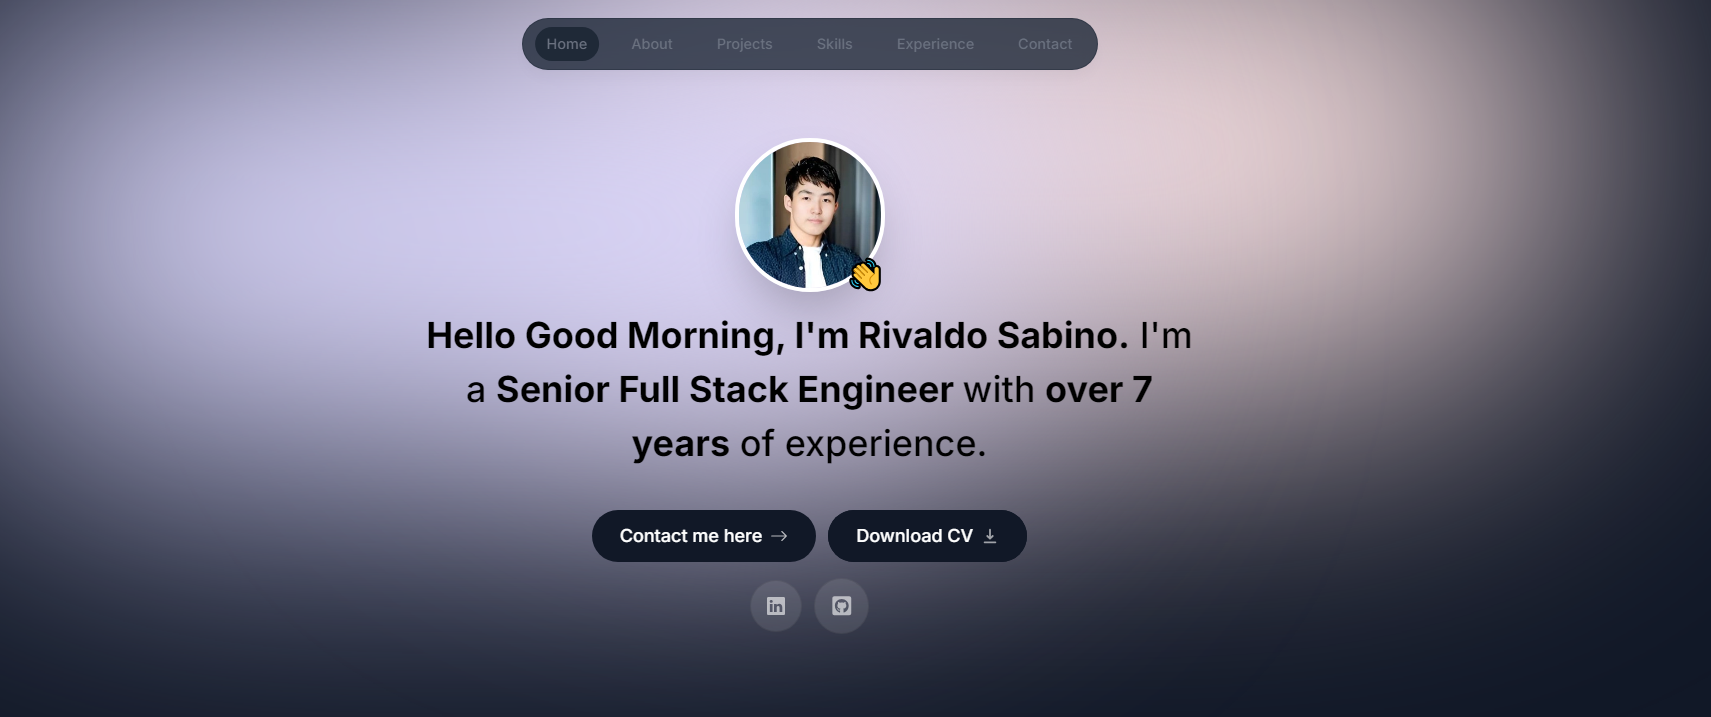 Home About Projects Skills Experience Contact
Hello Good Morning, I'm Rivaldo Sabino. I'm
a Senior Full Stack Engineer with over 7
years of experience.
Contact me here Download CV
in